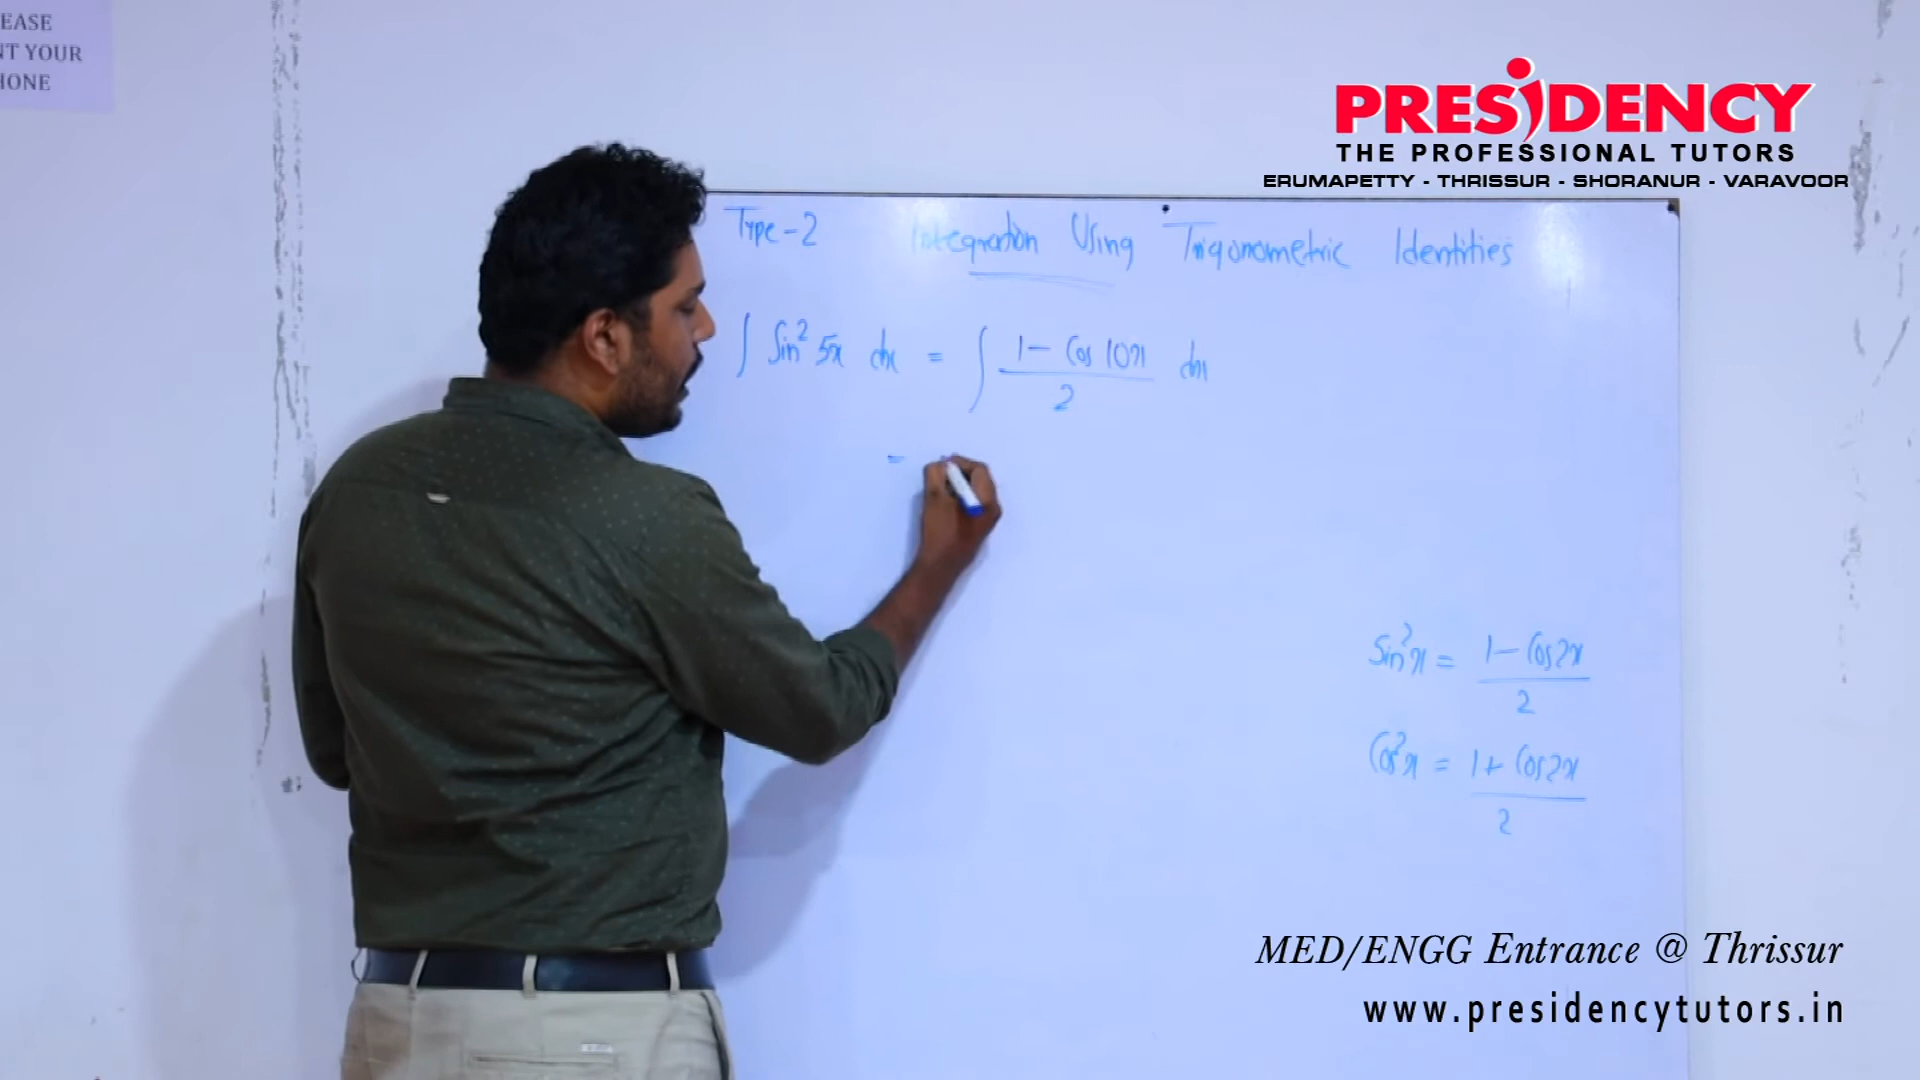 EASE
NT YOUR
HONE
PRESIDENCY
THE PROFESSIONAL TUTORS
ERUMAPETTY - THRISSUR - SHORANUR - VARAVOOR
Type-2 Integration Using Trigonometric Identities
∫ Sin² 5x dx = ∫ (1 - Cos 10x)/2 dx
=
Sin²x = (1 - Cos2x)/2
Cos²x = (1 + Cos2x)/2
MED/ENGG Entrance @ Thrissur
www.presidencytutors.in